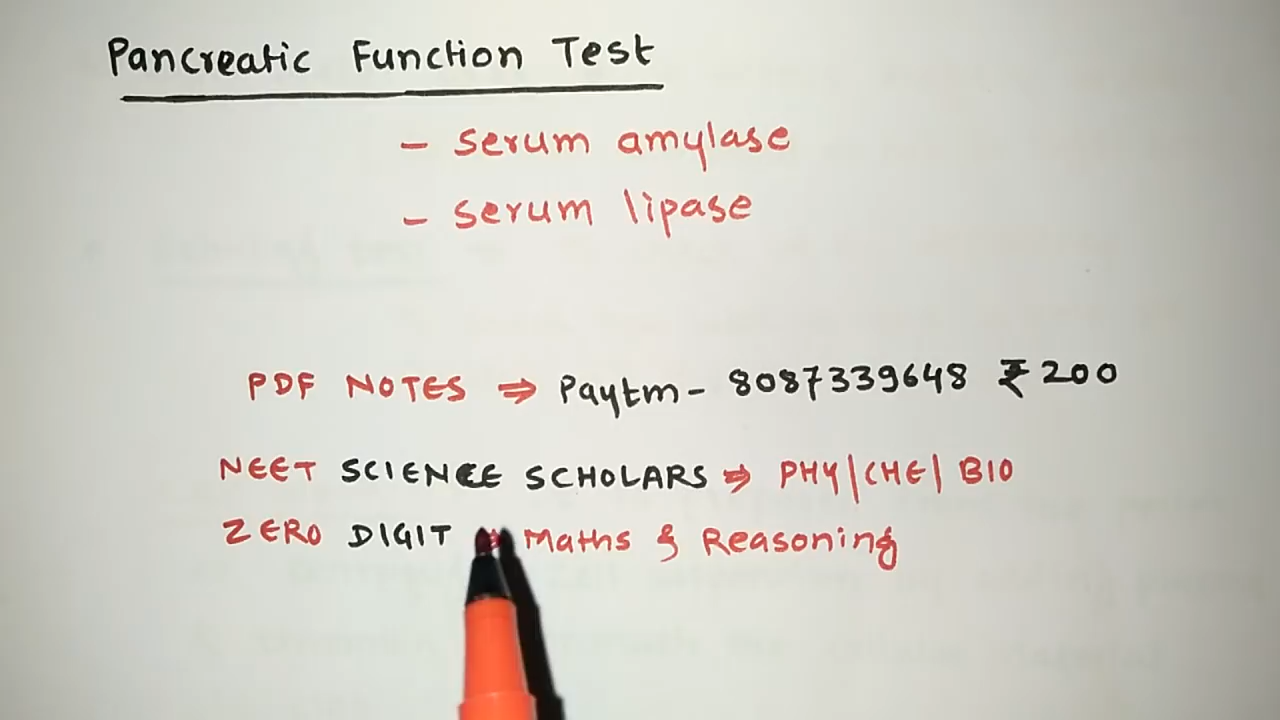 Pancreatic Function Test
- serum amylase
- serum lipase
PDF NOTES ⇒ Paytm - 8087339648 ₹ 200
NEET SCIENCE SCHOLARS ⇒ PHY/CHE/BIO
ZERO DIGIT Maths & Reasoning